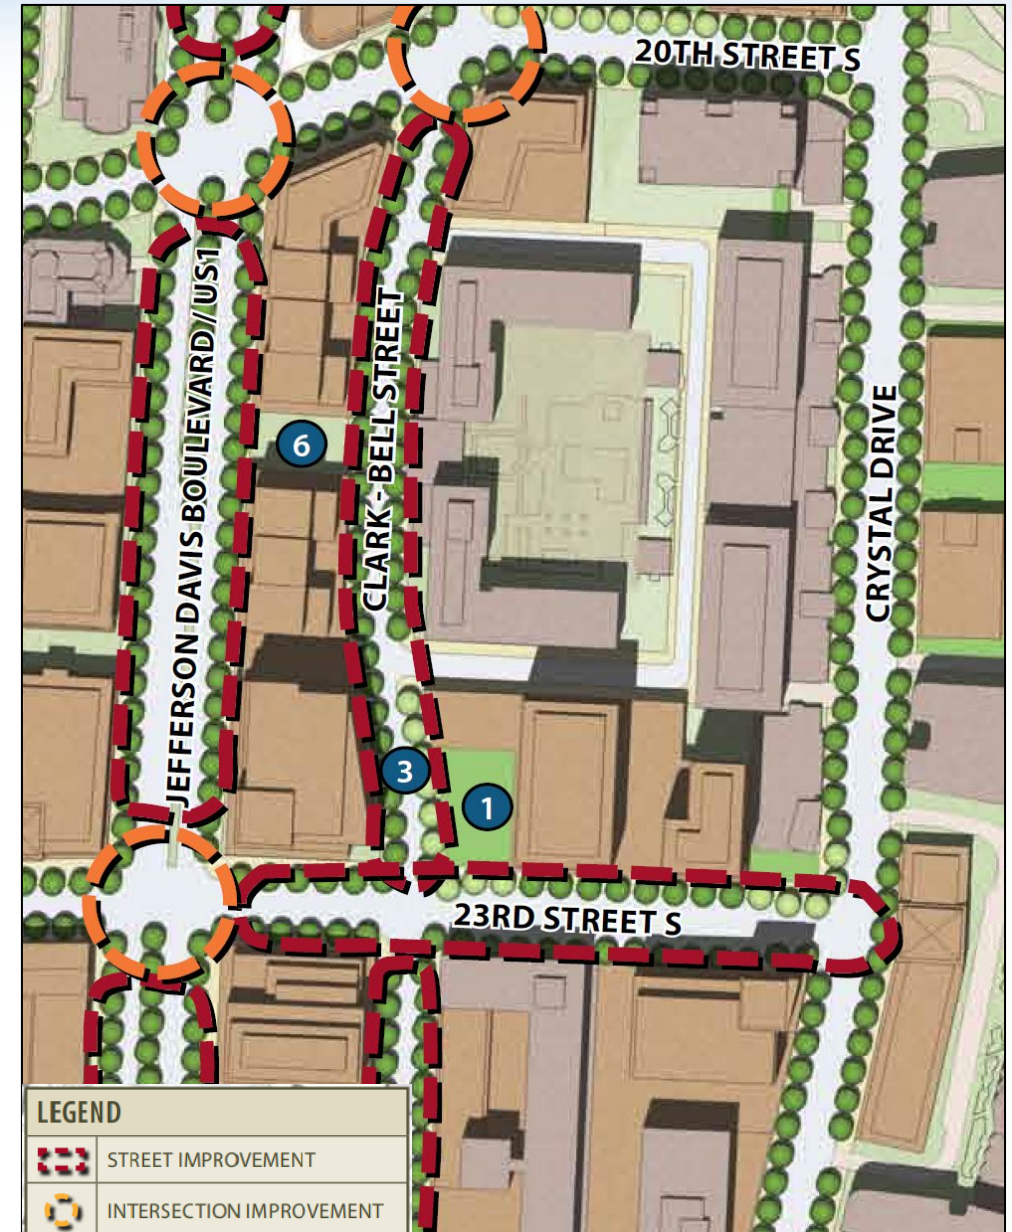 20TH STREET S
JEFFERSON DAVIS BOULEVARD/ US1
CLARK - BELL STREET
CRYSTAL DRIVE
6
3
1
23RD STREET S
LEGEND
STREET IMPROVEMENT
INTERSECTION IMPROVEMENT